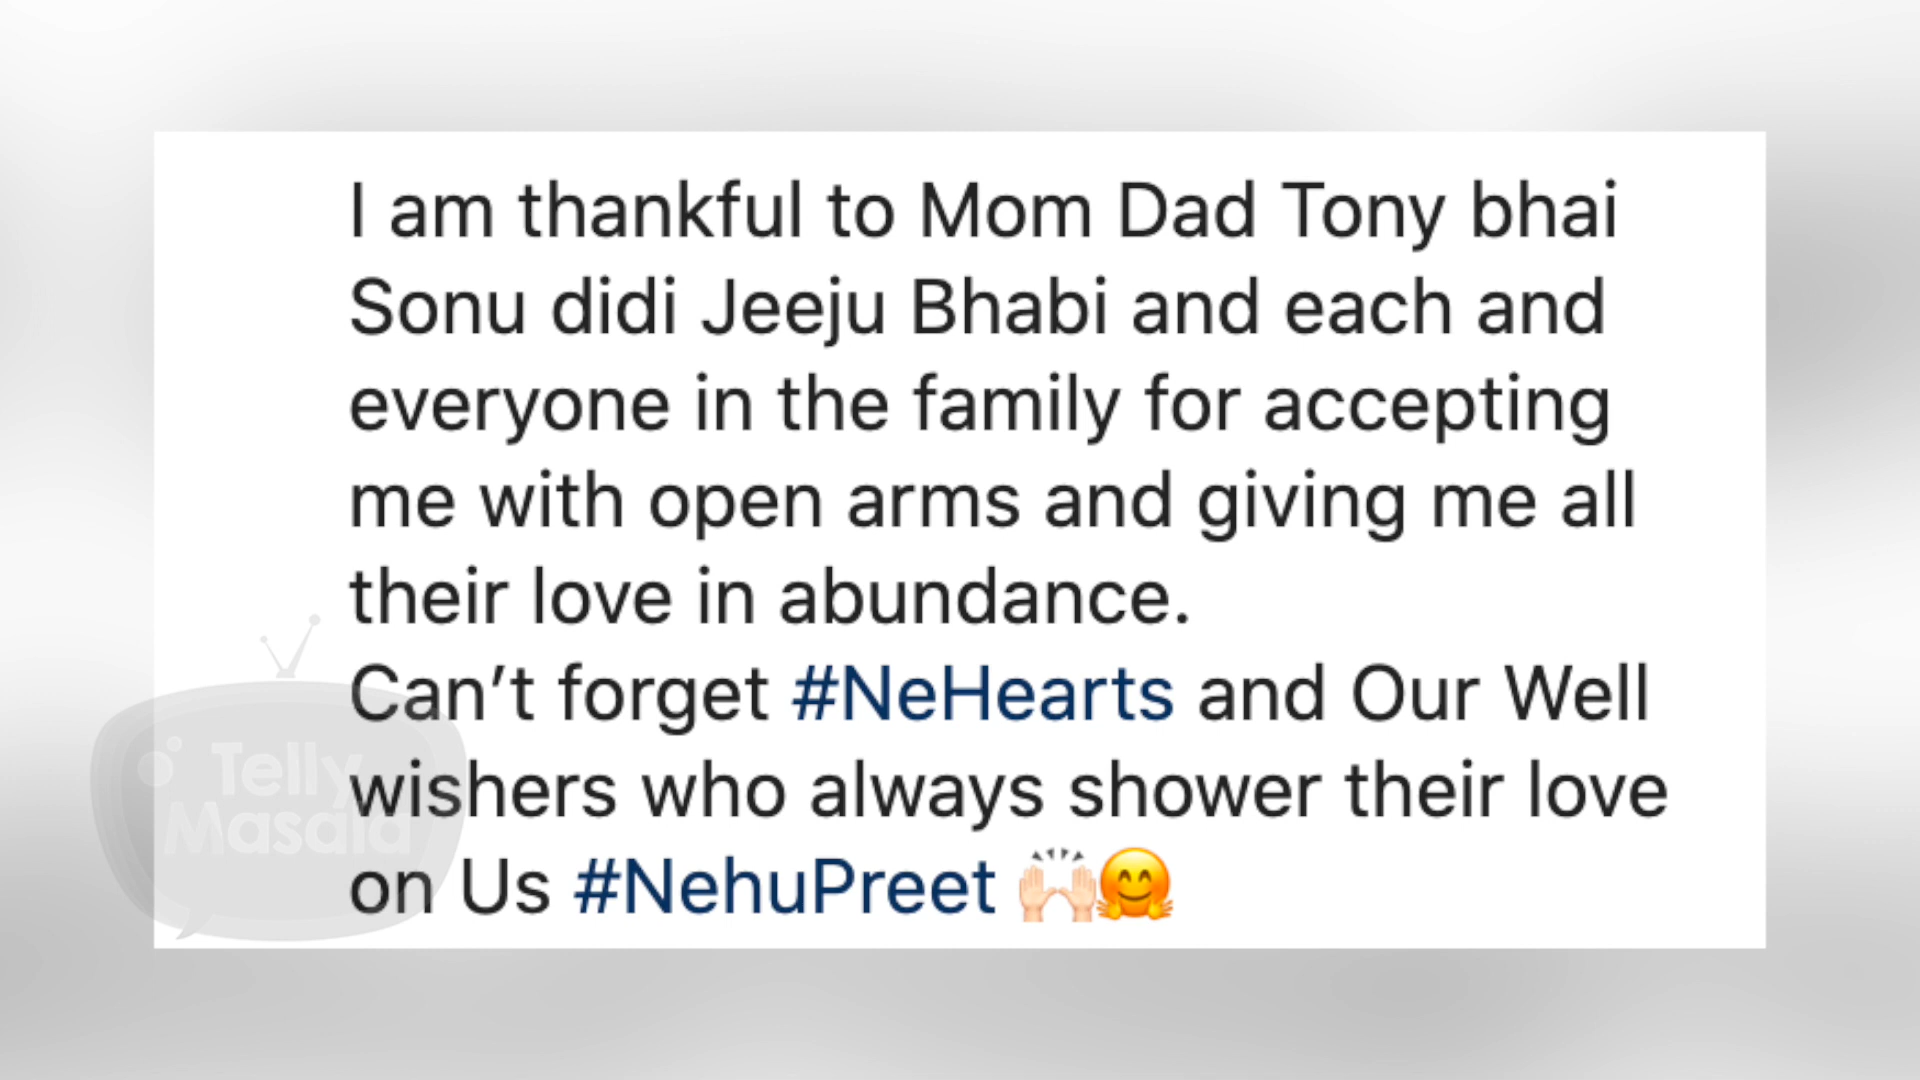 I am thankful to Mom Dad Tony bhai
Sonu didi Jeeju Bhabi and each and
everyone in the family for accepting
me with open arms and giving me all
their love in abundance.
Can’t forget #NeHearts and Our Well
wishers who always shower their love
on Us #NehuPreet 🙌🏻🤗
Telly
Masala